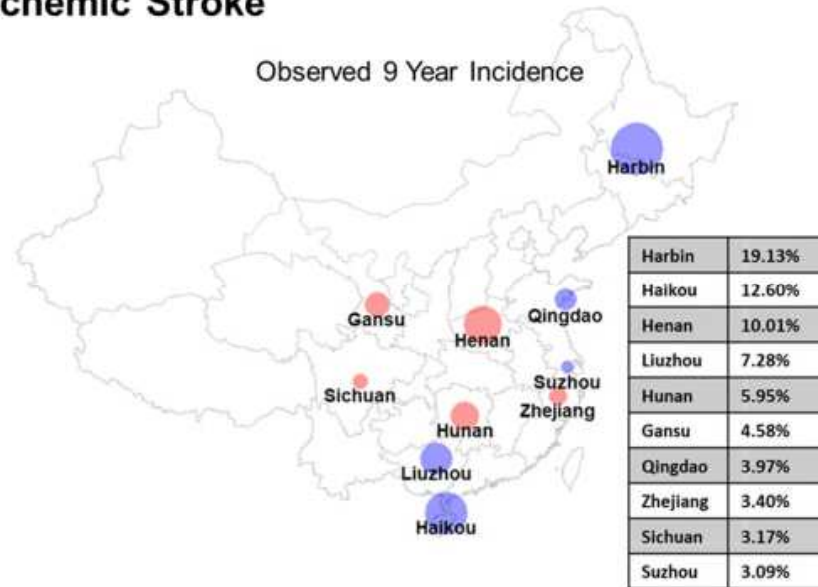 chemic Stroke
Observed 9 Year Incidence
Harbin
Gansu
Henan
Qingdao
Sichuan
Suzhou
Zhejiang
Hunan
Liuzhou
Haikou
Harbin 19.13%
Haikou 12.60%
Henan 10.01%
Liuzhou 7.28%
Hunan 5.95%
Gansu 4.58%
Qingdao 3.97%
Zhejiang 3.40%
Sichuan 3.17%
Suzhou 3.09%